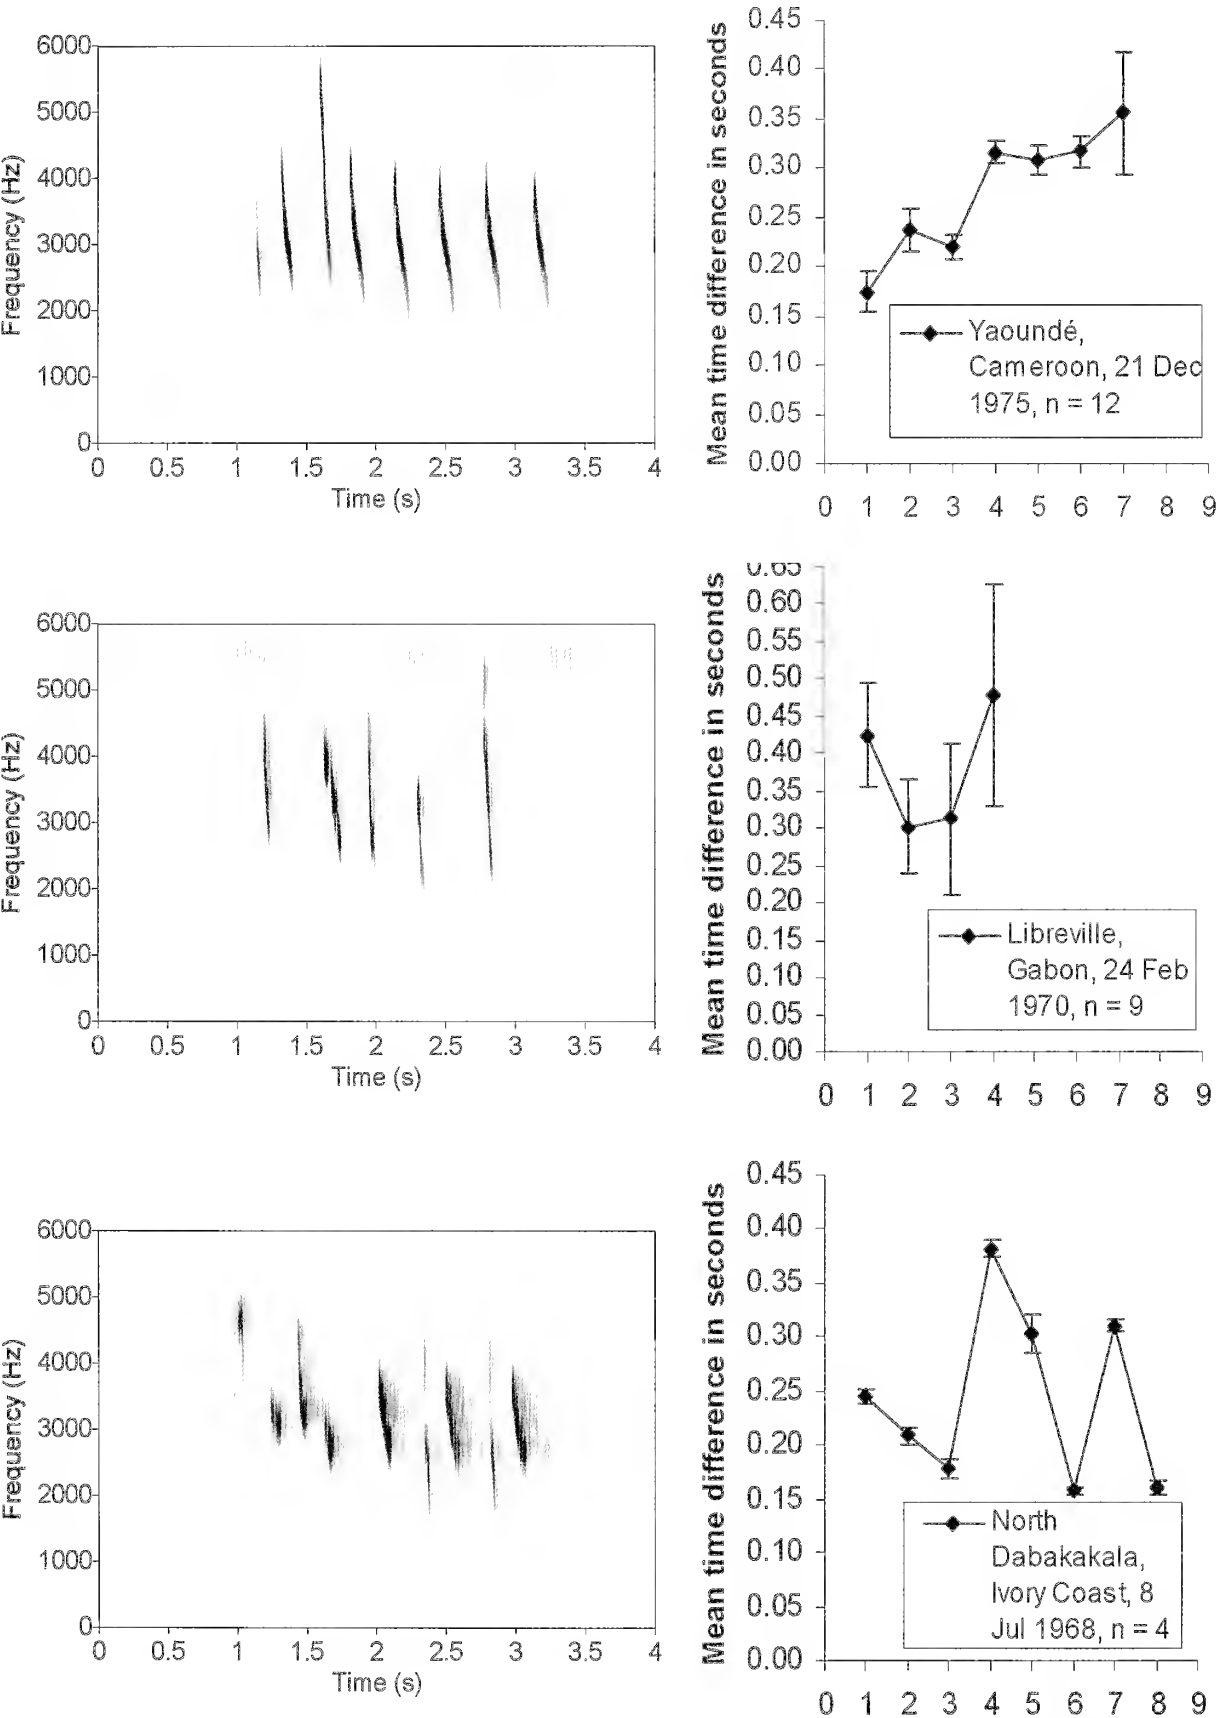 Frequency (Hz)
6000
5000
4000
3000
2000
1000
0
0 0.5 1 1.5 2 2.5 3 3.5 4
Time (s)
Mean time difference in seconds
0.45
0.40
0.35
0.30
0.25
0.20
0.15
0.10
0.05
0.00
Yaoundé,
Cameroon, 21 Dec
1975, n = 12
0 1 2 3 4 5 6 7 8 9
Frequency (Hz)
6000
5000
4000
3000
2000
1000
0
0 0.5 1 1.5 2 2.5 3 3.5 4
Time (s)
Mean time difference in seconds
0.65
0.60
0.55
0.50
0.45
0.40
0.35
0.30
0.25
0.20
0.15
0.10
0.05
0.00
Libreville,
Gabon, 24 Feb
1970, n = 9
0 1 2 3 4 5 6 7 8 9
Frequency (Hz)
6000
5000
4000
3000
2000
1000
0
0 0.5 1 1.5 2 2.5 3 3.5 4
Time (s)
Mean time difference in seconds
0.45
0.40
0.35
0.30
0.25
0.20
0.15
0.10
0.05
0.00
North
Dabakakala,
Ivory Coast, 8
Jul 1968, n = 4
0 1 2 3 4 5 6 7 8 9